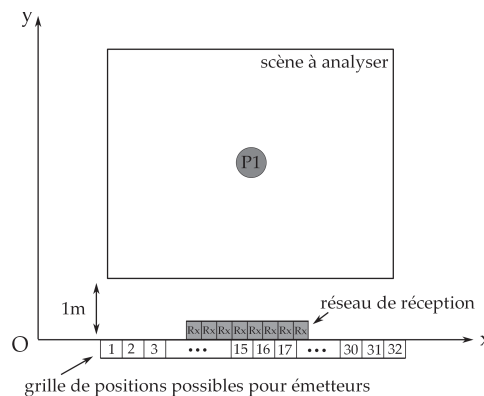 y
scène à analyser
P1
1m
réseau de réception
Rx Rx Rx Rx Rx Rx Rx Rx
O
x
1 2 3 ••• 15 16 17 ••• 30 31 32
grille de positions possibles pour émetteurs